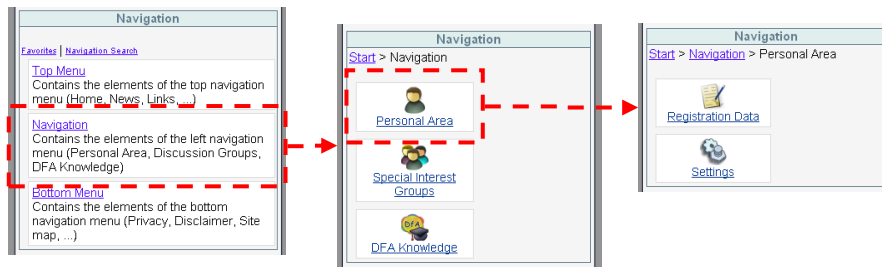 Navigation
Favorites | Navigation Search
Top Menu
Contains the elements of the top navigation
menu (Home, News, Links, ...)
Navigation
Contains the elements of the left navigation
menu (Personal Area, Discussion Groups,
DFA Knowledge)
Bottom Menu
Contains the elements of the bottom
navigation menu (Privacy, Disclaimer, Site
map, ...)
Navigation
Start > Navigation
Personal Area
Special Interest
Groups
DFA
DFA Knowledge
Navigation
Start > Navigation > Personal Area
Registration Data
Settings